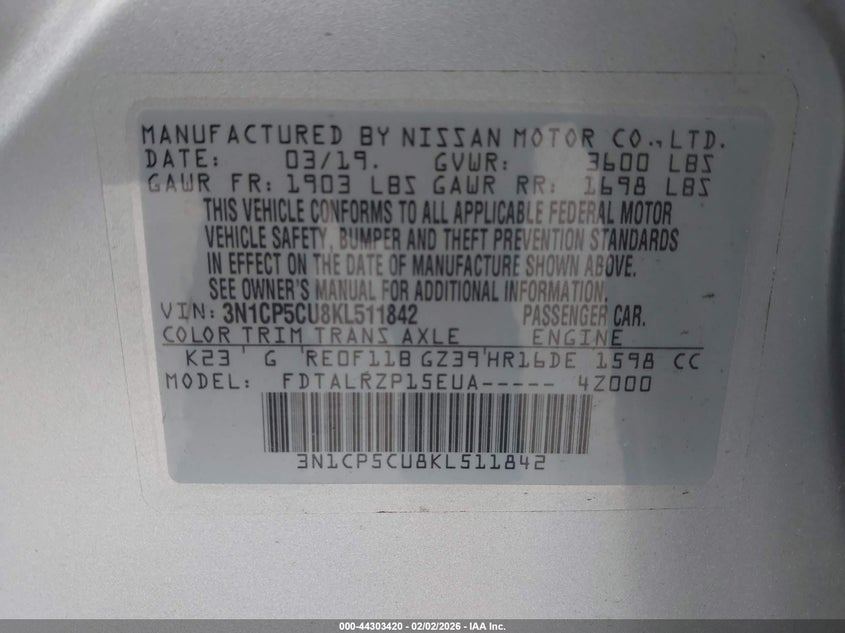 MANUFACTURED BY NISSAN MOTOR CO., LTD.
DATE: 03/19. GVWR: 3600 LBS
GAWR FR: 1903 LBS GAWR RR: 1698 LBS
THIS VEHICLE CONFORMS TO ALL APPLICABLE FEDERAL MOTOR
VEHICLE SAFETY, BUMPER AND THEFT PREVENTION STANDARDS
IN EFFECT ON THE DATE OF MANUFACTURE SHOWN ABOVE.
SEE OWNER'S MANUAL FOR ADDITIONAL INFORMATION.
VIN: 3N1CP5CU8KL511842 PASSENGER CAR.
COLOR TRIM TRANS AXLE ENGINE
K23 G 'RE0F11B GZ39'HR16DE 1598 CC
MODEL: FDTALRZP15EUA----- 4Z000
3N1CP5CU8KL511842
000-44303420 - 02/02/2026 - IAA Inc.